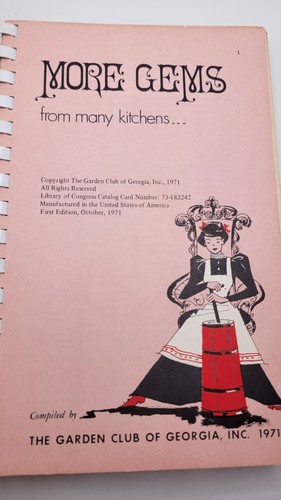 1
MORE GEMS
from many kitchens...
Copyright The Garden Club of Georgia, Inc., 1971
All Rights Reserved
Library of Congress Catalog Card Number: 73-183242
Manufactured in the United States of America
First Edition, October, 1971
Compiled by
THE GARDEN CLUB OF GEORGIA, INC. 1971